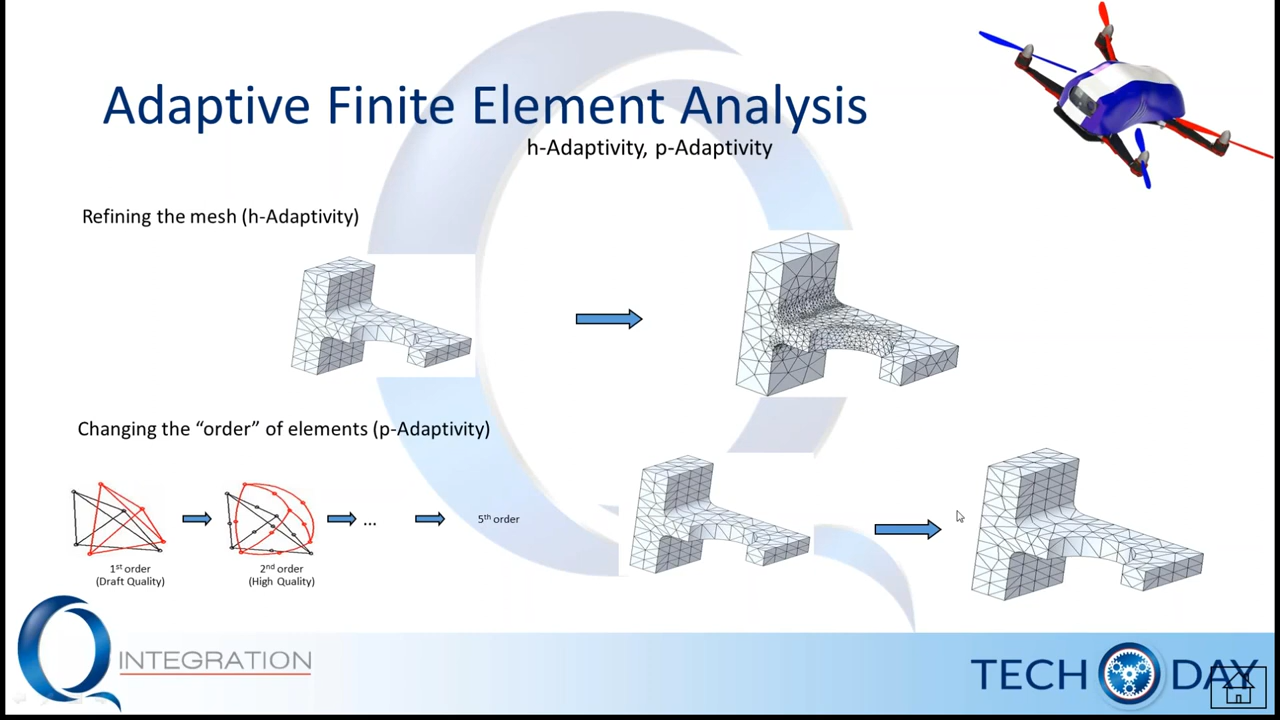 Adaptive Finite Element Analysis
h-Adaptivity, p-Adaptivity
Refining the mesh (h-Adaptivity)
Changing the “order” of elements (p-Adaptivity)
...
5th order
1st order
(Draft Quality)
2nd order
(High Quality)
INTEGRATION
TECH DAY